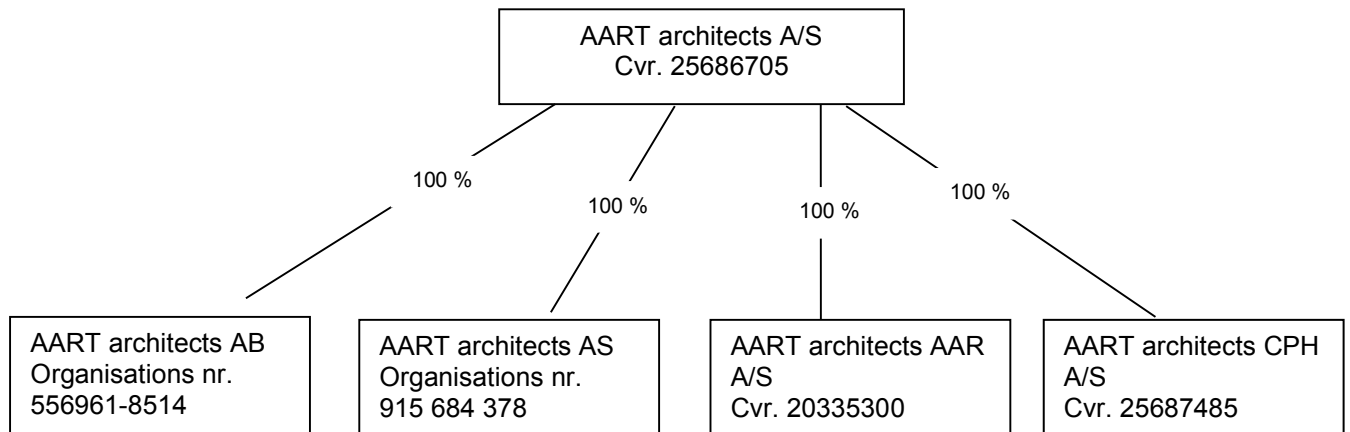 AART architects A/S
Cvr. 25686705
100 %
100 %
100 %
100 %
AART architects AB
Organisations nr.
556961-8514
AART architects AS
Organisations nr.
915 684 378
AART architects AAR
A/S
Cvr. 20335300
AART architects CPH
A/S
Cvr. 25687485